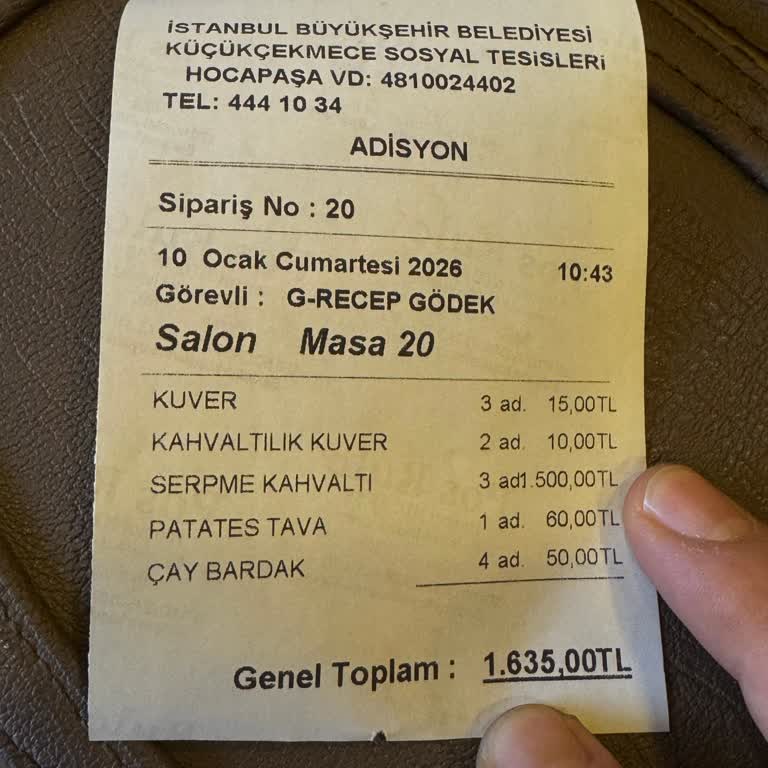 İSTANBUL BÜYÜKŞEHİR BELEDİYESİ
KÜÇÜKÇEKMECE SOSYAL TESİSLERİ
HOCAPAŞA VD: 4810024402
TEL: 444 10 34
ADİSYON
Sipariş No : 20
10 Ocak Cumartesi 2026 10:43
Görevli : G-RECEP GÖDEK
Salon Masa 20
KUVER 3 ad. 15,00TL
KAHVALTILIK KUVER 2 ad. 10,00TL
SERPME KAHVALTI 3 ad1.500,00TL
PATATES TAVA 1 ad. 60,00TL
ÇAY BARDAK 4 ad. 50,00TL
Genel Toplam : 1.635,00TL